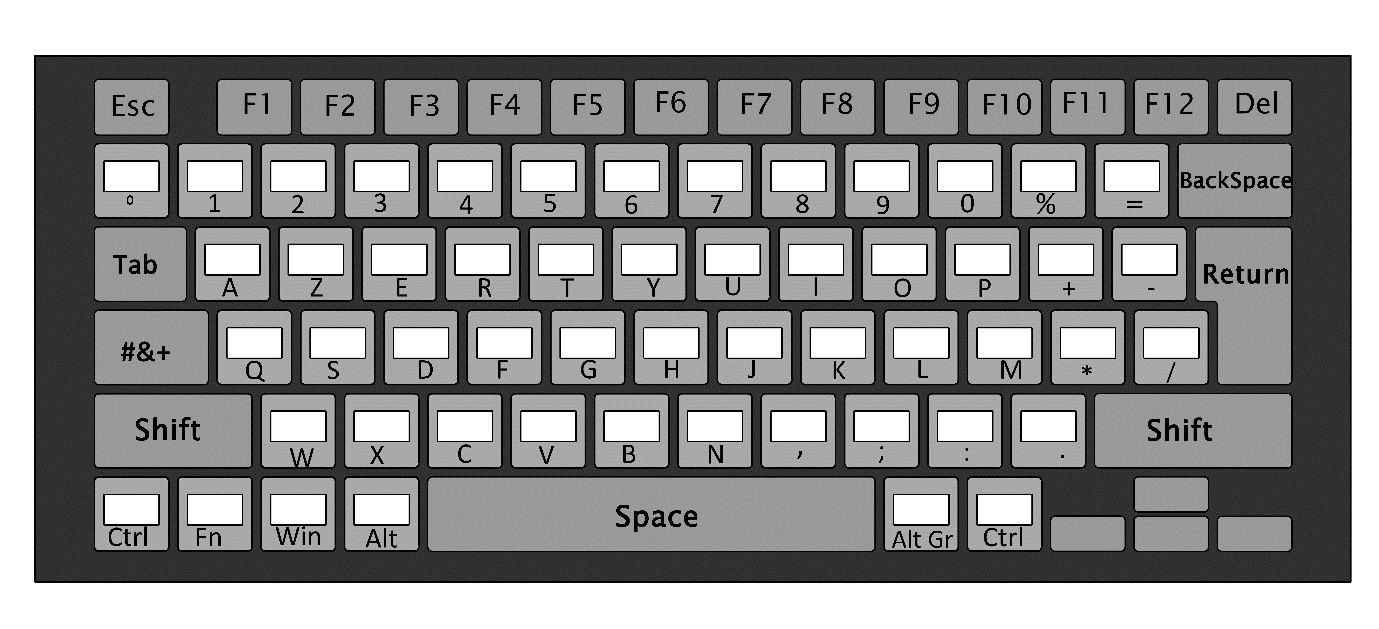 Esc F1 F2 F3 F4 F5 F6 F7 F8 F9 F10 F11 F12 Del
° 1 2 3 4 5 6 7 8 9 0 % = BackSpace
Tab A Z E R T Y U I O P + - Return
#&+ Q S D F G H J K L M * /
Shift W X C V B N , ; : . Shift
Ctrl Fn Win Alt Space Alt Gr Ctrl